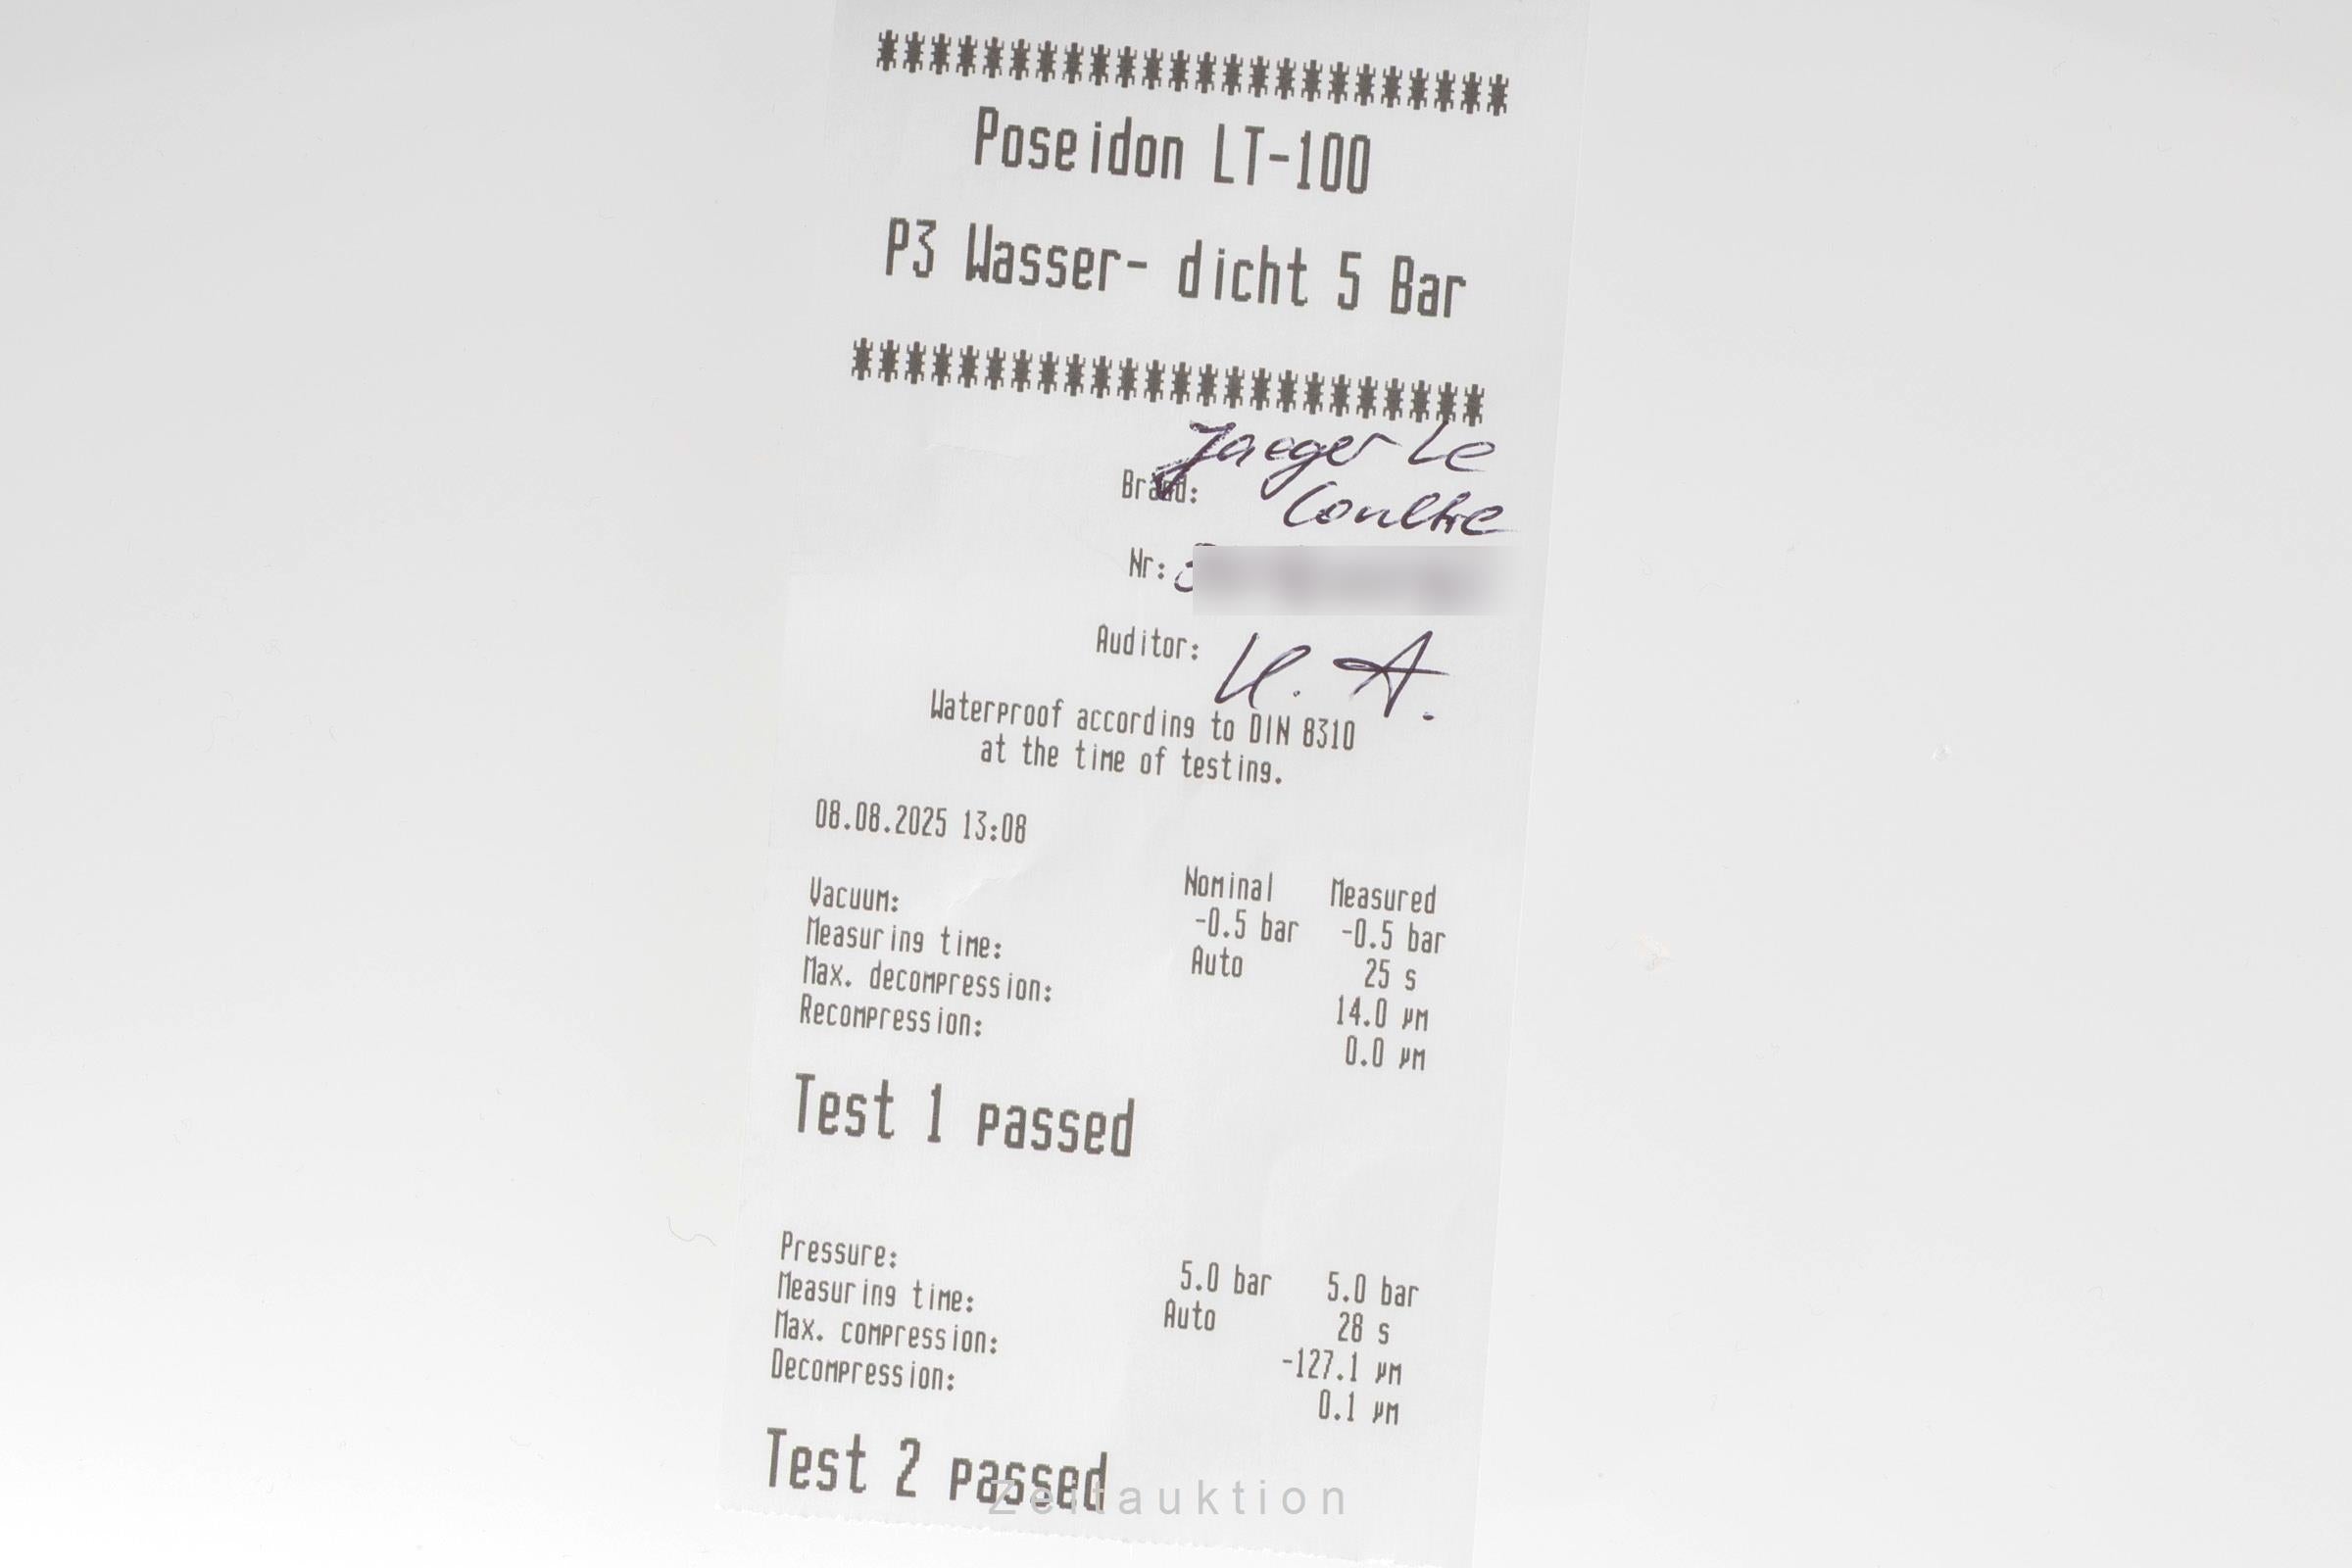 ************************
Poseidon LT-100
P3 Wasser- dicht 5 Bar
************************
Brand: Jaeger Le
Coultre
Nr:
Auditor: K. A.
Waterproof according to DIN 8310
at the time of testing.
08.08.2025 13:08
Nominal Measured
Vacuum: -0.5 bar -0.5 bar
Measuring time: Auto 25 s
Max. decompression: 14.0 µm
Recompression: 0.0 µm
Test 1 passed
Pressure: 5.0 bar 5.0 bar
Measuring time: Auto 28 s
Max. compression: -127.1 µm
Decompression: 0.1 µm
Test 2 passed
Zeitauktion